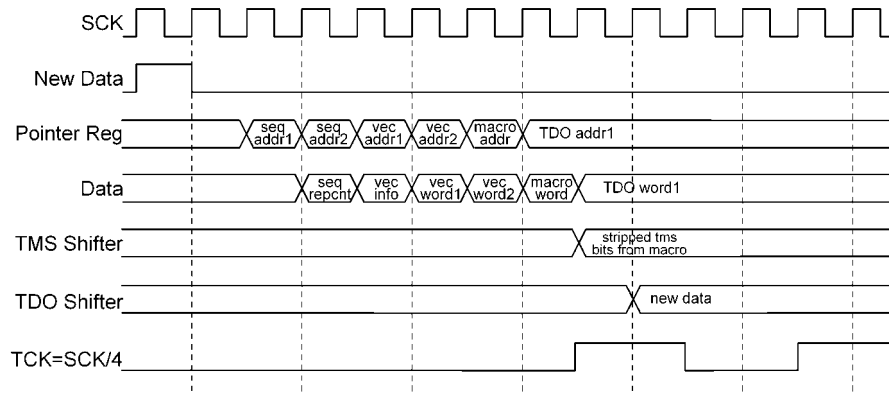 SCK
New Data
Pointer Reg
seq addr1
seq addr2
vec addr1
vec addr2
macro addr
TDO addr1
Data
seq repcnt
vec info
vec word1
vec word2
macro word
TDO word1
TMS Shifter
stripped tms
bits from macro
TDO Shifter
new data
TCK=SCK/4